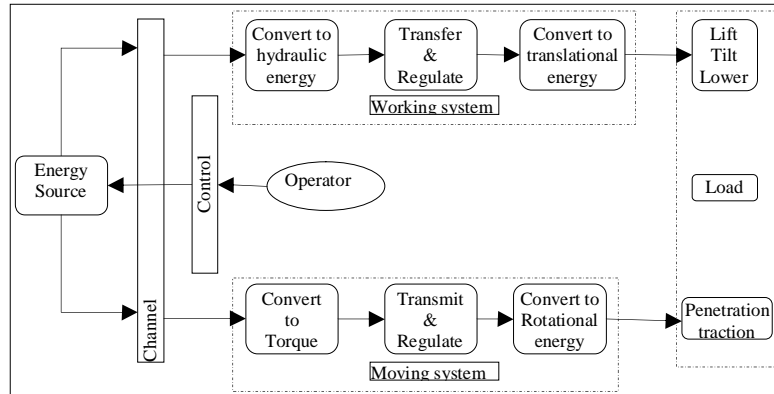 Convert to
hydraulic
energy
Transfer
&
Regulate
Convert to
translational
energy
Lift
Tilt
Lower
Working system
Energy
Source
Control
Operator
Load
Channel
Convert
to
Torque
Transmit
&
Regulate
Convert to
Rotational
energy
Penetration
traction
Moving system